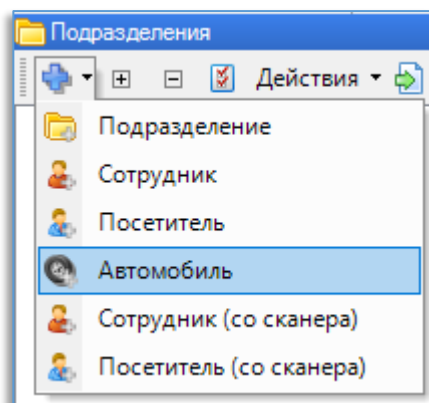 Подразделения
Действия
Подразделение
Сотрудник
Посетитель
Автомобиль
Сотрудник (со сканера)
Посетитель (со сканера)